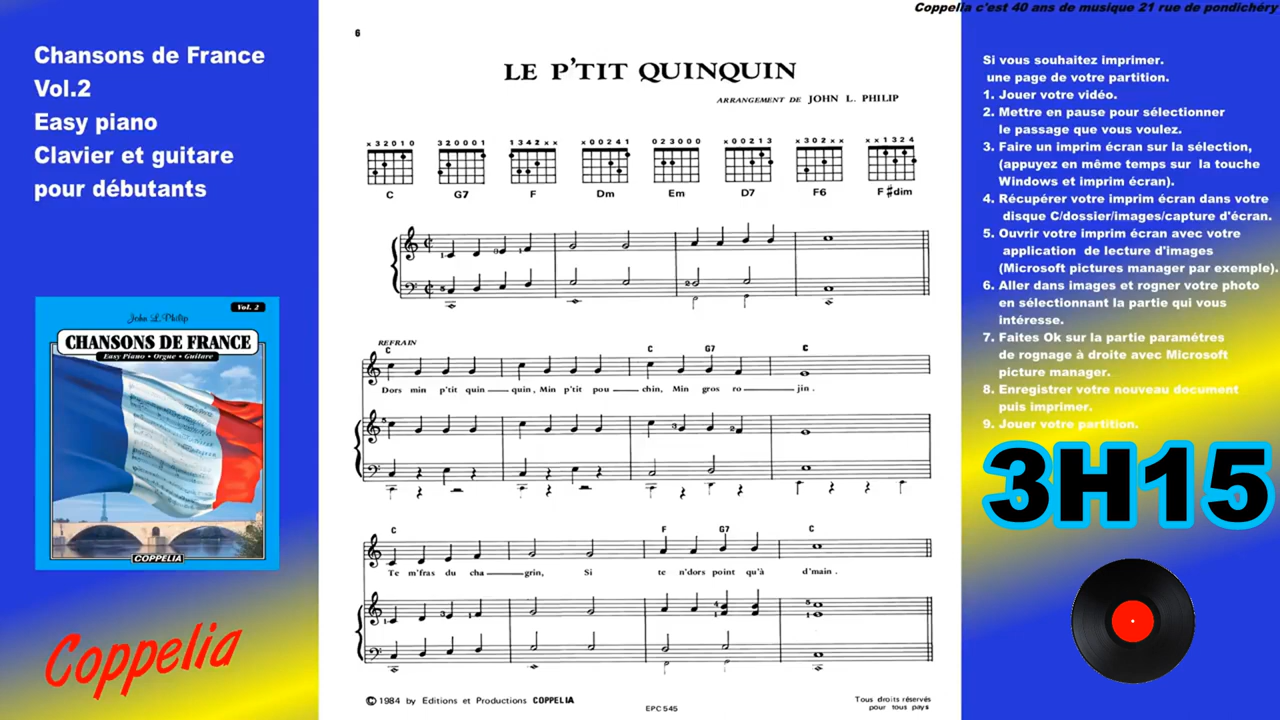 Coppelia c'est 40 ans de musique 21 rue de pondichéry
Chansons de France
Vol.2
Easy piano
Clavier et guitare
pour débutants
Vol. 2
John L. Philip
CHANSONS DE FRANCE
Easy Piano • Orgue • Guitare
COPPELIA
Coppelia
6
LE P'TIT QUINQUIN
ARRANGEMENT DE JOHN L. PHILIP
x32010 320001 1342xx x00241 023000 x00213 x302xx xx1324
C G7 F Dm Em D7 F6 F#dim
REFRAIN
C C G7 C
Dors min p'tit quin — quin, Min p'tit pou — chin, Min gros ro — jin.
C F G7 C
Te m'fras du cha — grin, Si te n'dors point qu'à d'main.
© 1984 by Editions et Productions COPPELIA
EPC 545
Tous droits réservés
pour tous pays
Si vous souhaitez imprimer.
une page de votre partition.
1. Jouer votre vidéo.
2. Mettre en pause pour sélectionner
le passage que vous voulez.
3. Faire un imprim écran sur la sélection,
(appuyez en même temps sur la touche
Windows et imprim écran).
4. Récupérer votre imprim écran dans votre
disque C/dossier/images/capture d'écran.
5. Ouvrir votre imprim écran avec votre
application de lecture d'images
(Microsoft pictures manager par exemple).
6. Aller dans images et rogner votre photo
en sélectionnant la partie qui vous
intéresse.
7. Faites Ok sur la partie paramétres
de rognage à droite avec Microsoft
picture manager.
8. Enregistrer votre nouveau document
puis imprimer.
9. Jouer votre partition.
3H15